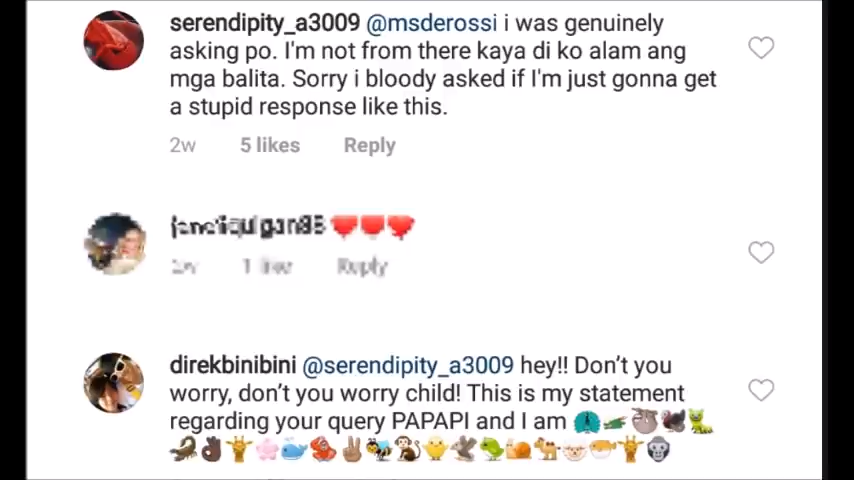 serendipity_a3009 @msderossi i was genuinely
asking po. I'm not from there kaya di ko alam ang
mga balita. Sorry i bloody asked if I'm just gonna get
a stupid response like this.
2w 5 likes Reply
1 like Reply
direkbinibini @serendipity_a3009 hey!! Don't you
worry, don't you worry child! This is my statement
regarding your query PAPAPI and I am